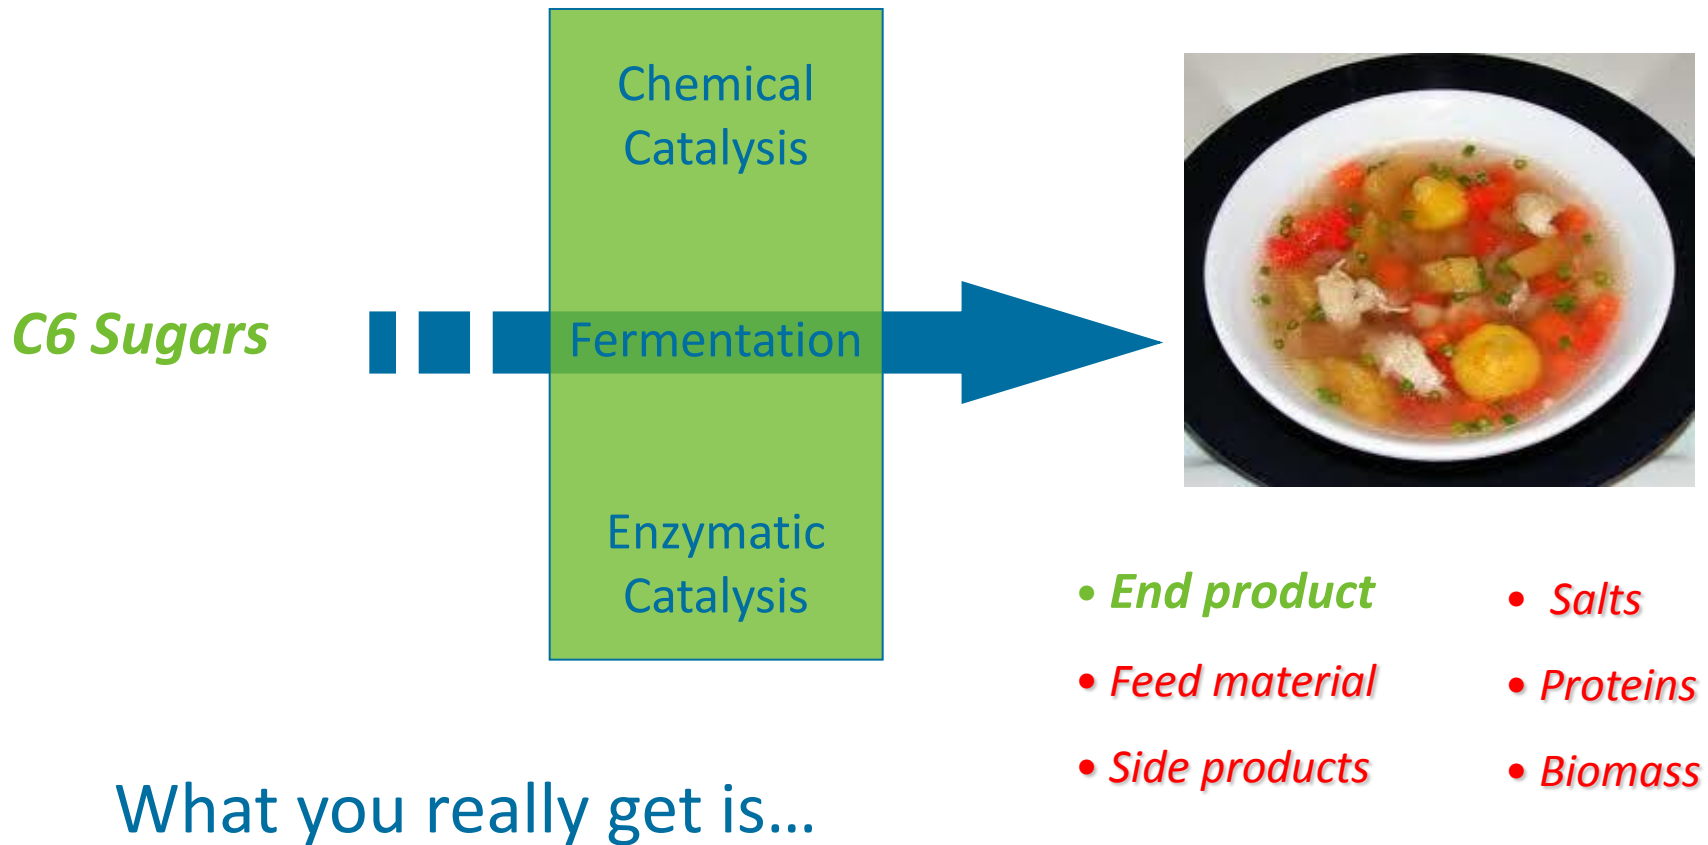 Chemical
Catalysis
C6 Sugars
Fermentation
Enzymatic
Catalysis
• End product
• Feed material
• Side products
• Salts
• Proteins
• Biomass
What you really get is...